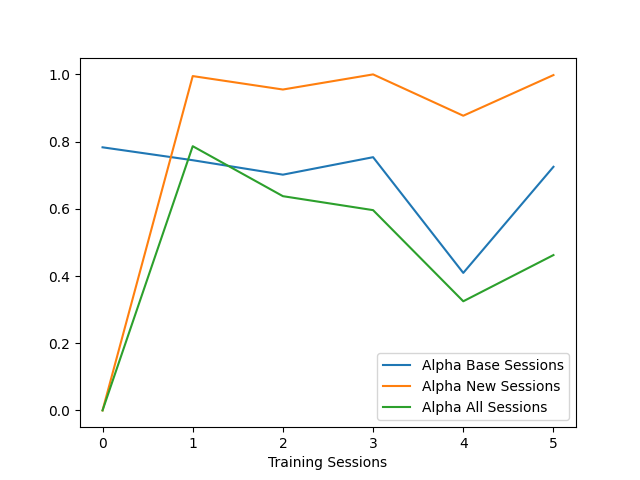 1.0
0.8
0.6
0.4
0.2
0.0
Alpha Base Sessions
Alpha New Sessions
Alpha All Sessions
0 1 2 3 4 5
Training Sessions